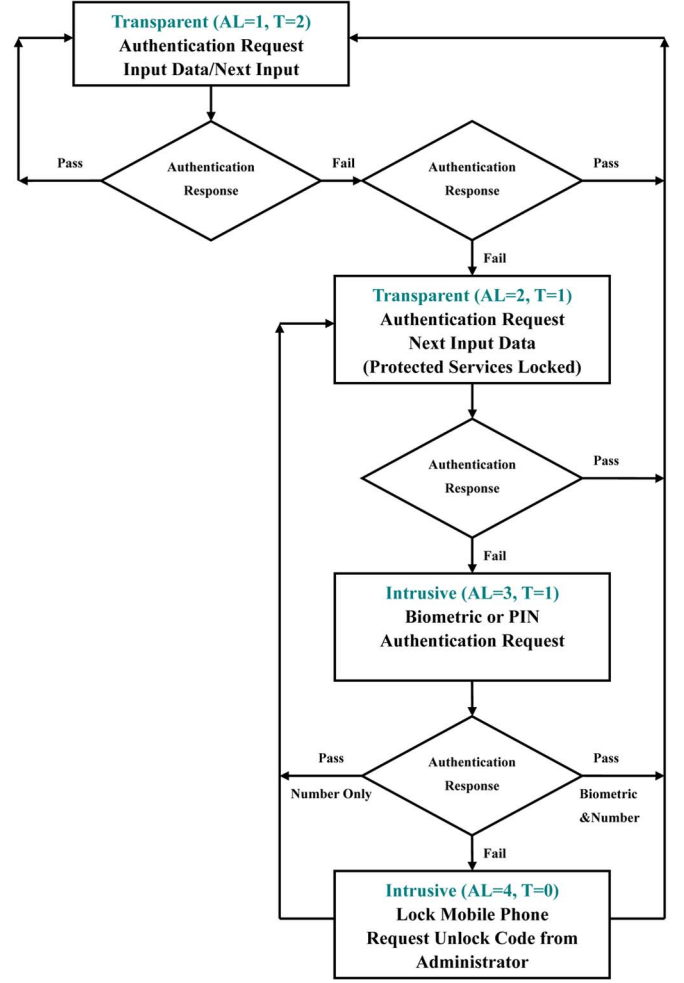 Transparent (AL=1, T=2)
Authentication Request
Input Data/Next Input
Pass
Authentication
Response
Fail
Authentication
Response
Pass
Fail
Transparent (AL=2, T=1)
Authentication Request
Next Input Data
(Protected Services Locked)
Authentication
Response
Pass
Fail
Intrusive (AL=3, T=1)
Biometric or PIN
Authentication Request
Pass
Number Only
Authentication
Response
Pass
Biometric
&Number
Fail
Intrusive (AL=4, T=0)
Lock Mobile Phone
Request Unlock Code from
Administrator